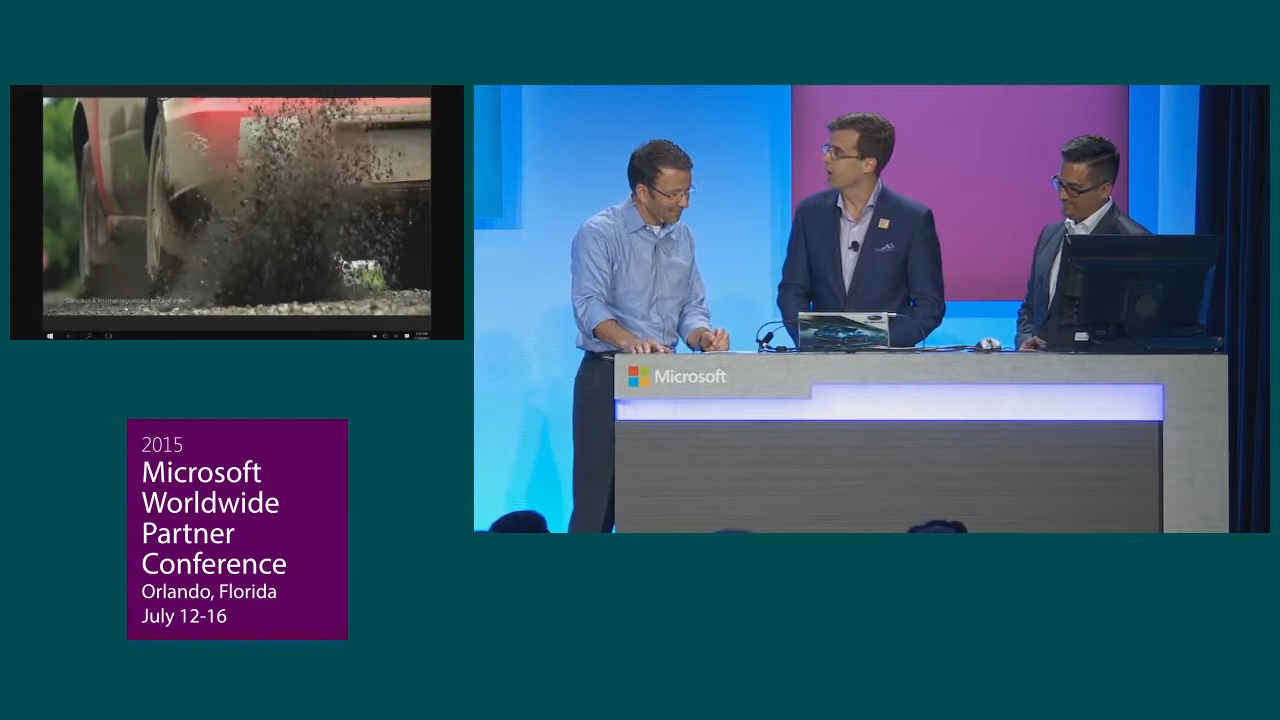 2015
Microsoft
Worldwide
Partner
Conference
Orlando, Florida
July 12-16
Microsoft